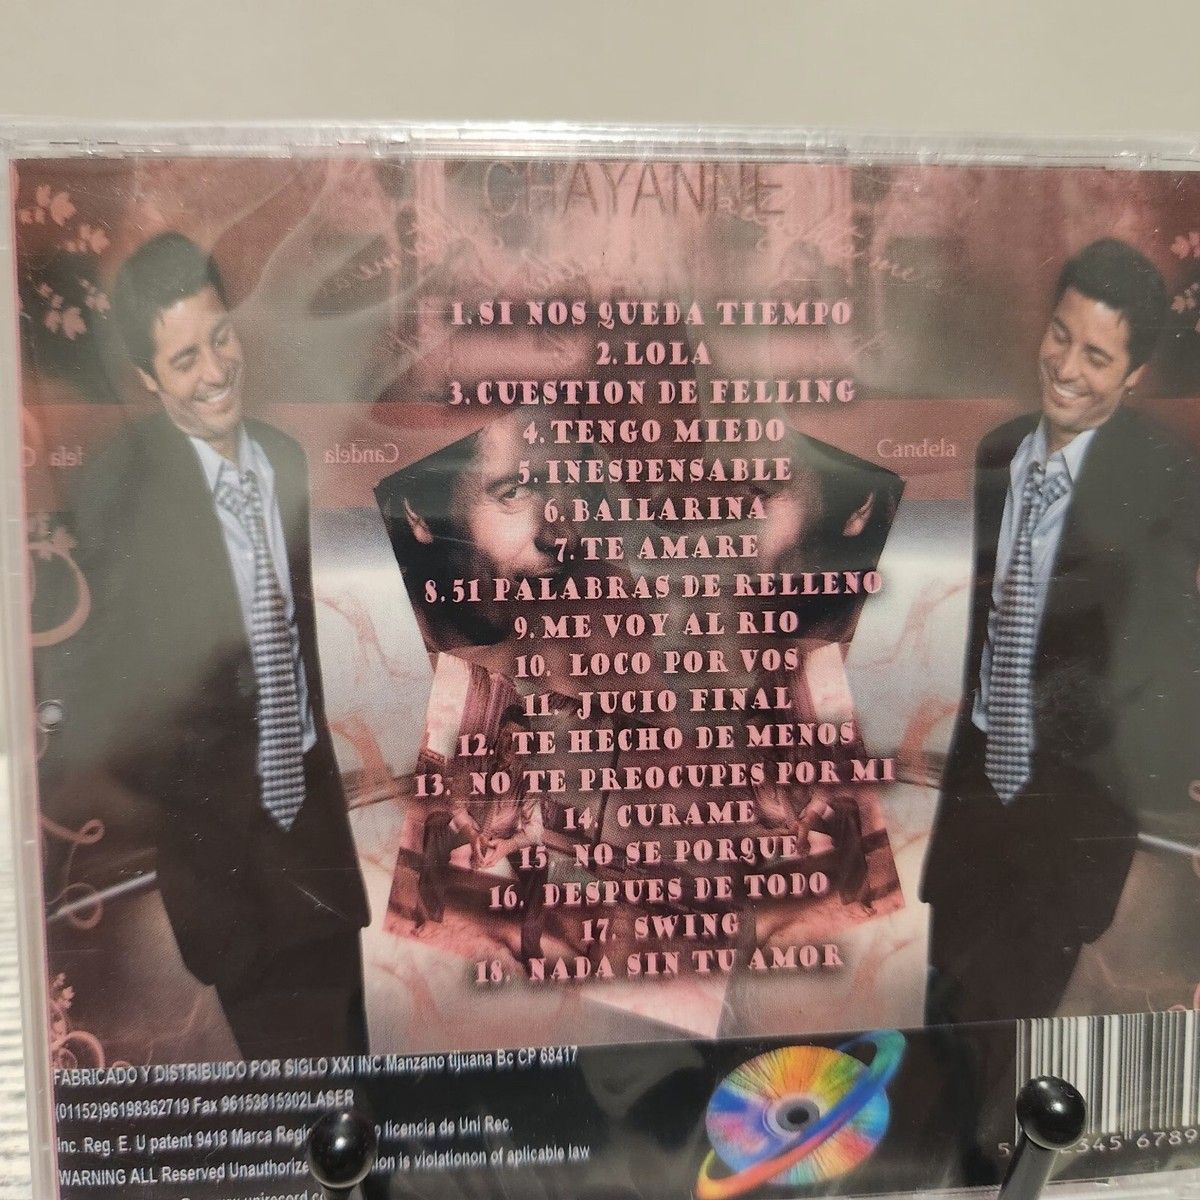 CHAYANNE
1. SI NOS QUEDA TIEMPO
2. LOLA
3. CUESTION DE FELLING
4. TENGO MIEDO
Candela
Candela
5. INESPENSABLE
6. BAILARINA
7. TE AMARE
8. 51 PALABRAS DE RELLENO
9. ME VOY AL RIO
10. LOCO POR VOS
11. JUCIO FINAL
12. TE HECHO DE MENOS
13. NO TE PREOCUPES POR MI
14. CURAME
15. NO SE PORQUE
16. DESPUES DE TODO
17. SWING
18. NADA SIN TU AMOR
FABRICADO Y DISTRIBUIDO POR SIGLO XXI INC.Manzano tijuana Bc CP 68417
(01152)96198362719 Fax 96153815302LASER
Inc. Reg. E. U patent 9418 Marca licencia de Uni Rec.
WARNING ALL Reserved is violationon of aplicable law
5 2345 6789